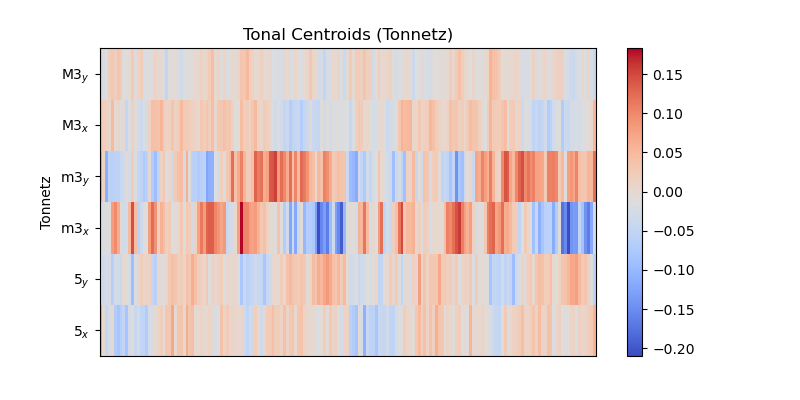 Tonal Centroids (Tonnetz)
Tonnetz
M3y
M3x
m3y
m3x
5y
5x
0.15
0.10
0.05
0.00
−0.05
−0.10
−0.15
−0.20